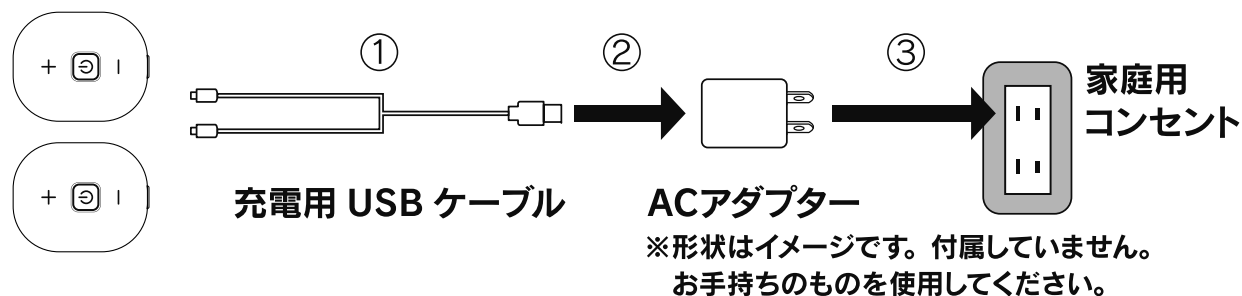 ① ② ③
+ −
+ −
充電用 USB ケーブル
ACアダプター
※形状はイメージです。付属していません。
お手持ちのものを使用してください。
家庭用
コンセント